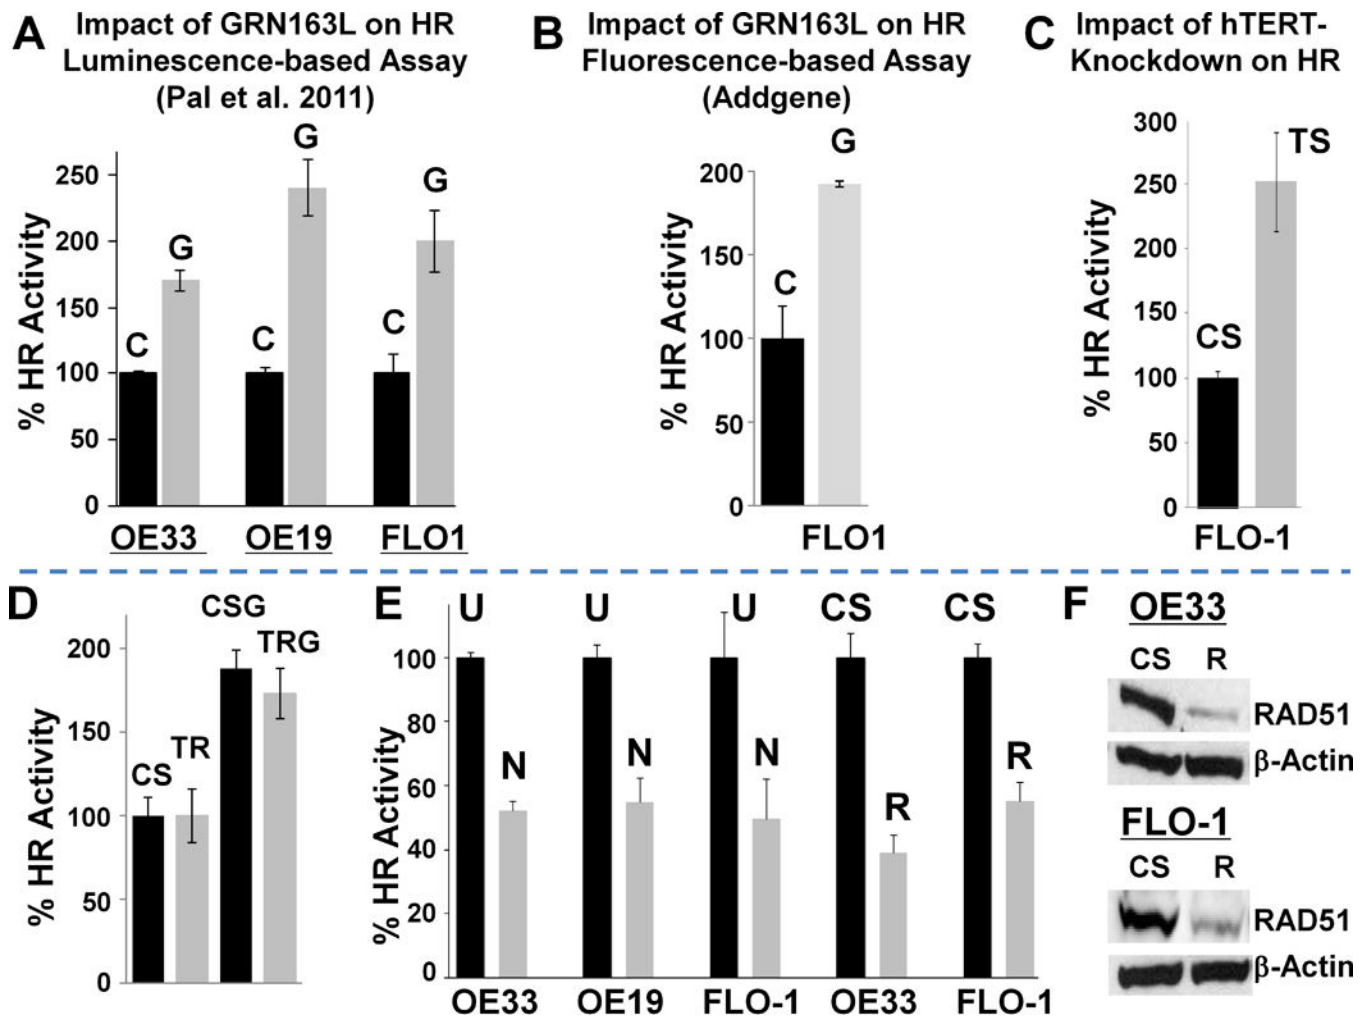 A
Impact of GRN163L on HR
Luminescence-based Assay
(Pal et al. 2011)
% HR Activity
250
200
150
100
50
0
C
G
C
G
C
G
OE33
OE19
FLO1
B
Impact of GRN163L on HR
Fluorescence-based Assay
(Addgene)
% HR Activity
200
150
100
50
0
C
G
FLO1
C
Impact of hTERT-
Knockdown on HR
% HR Activity
300
250
200
150
100
50
0
CS
TS
FLO-1
D
% HR Activity
200
150
100
50
0
CS
TR
CSG
TRG
E
% HR Activity
100
80
60
40
20
0
U
N
U
N
U
N
CS
R
CS
R
OE33
OE19
FLO-1
OE33
FLO-1
F
OE33
CS R
RAD51
β-Actin
FLO-1
CS R
RAD51
β-Actin